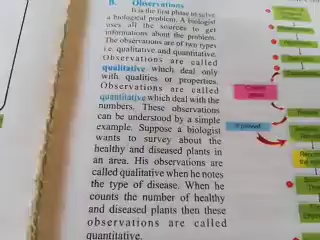 B. Observations
It is the first phase to solve
a biological problem. A biologist
uses all the sources to get
informations about the problem.
The observations are of two types
i.e. qualitative and quantitative.
Observations are called
qualitative which deal only
with qualities or properties.
Observations are called
quantitative which deal with the
numbers. These observations
can be understood by a simple
example. Suppose a biologist
wants to survey about the
healthy and diseased plants in
an area. His observations are
called qualitative when he notes
the type of disease. When he
counts the number of healthy
and diseased plants then these
observations are called
quantitative.
If proved